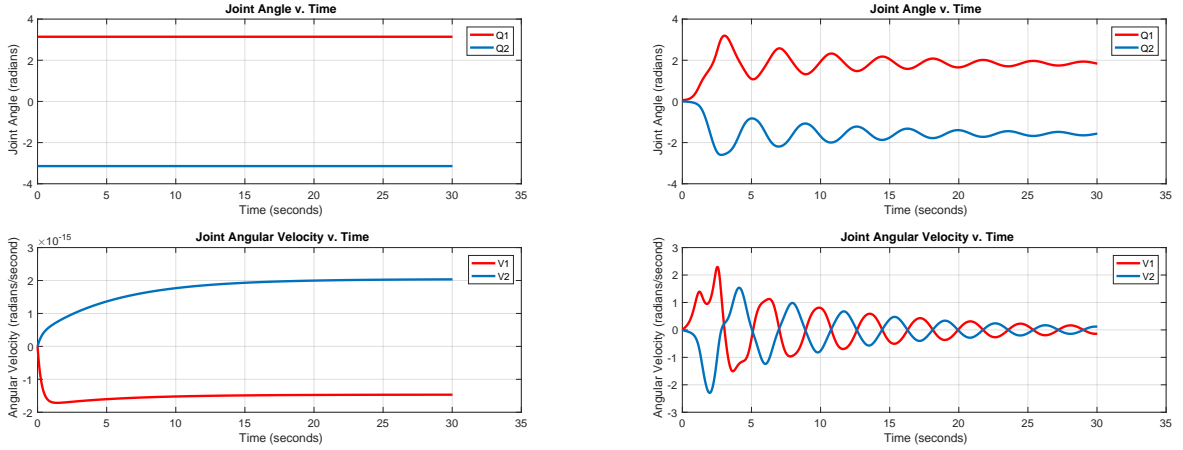 Joint Angle v. Time
4
2
0
-2
-4
Joint Angle (radians)
Q1
Q2
0 5 10 15 20 25 30 35
Time (seconds)
×10^-15
Joint Angular Velocity v. Time
3
2
1
0
-1
-2
Angular Velocity (radians/second)
V1
V2
0 5 10 15 20 25 30 35
Time (seconds)
Joint Angle v. Time
4
2
0
-2
-4
Joint Angle (radians)
Q1
Q2
0 5 10 15 20 25 30 35
Time (seconds)
Joint Angular Velocity v. Time
3
2
1
0
-1
-2
-3
Angular Velocity (radians/second)
V1
V2
0 5 10 15 20 25 30 35
Time (seconds)